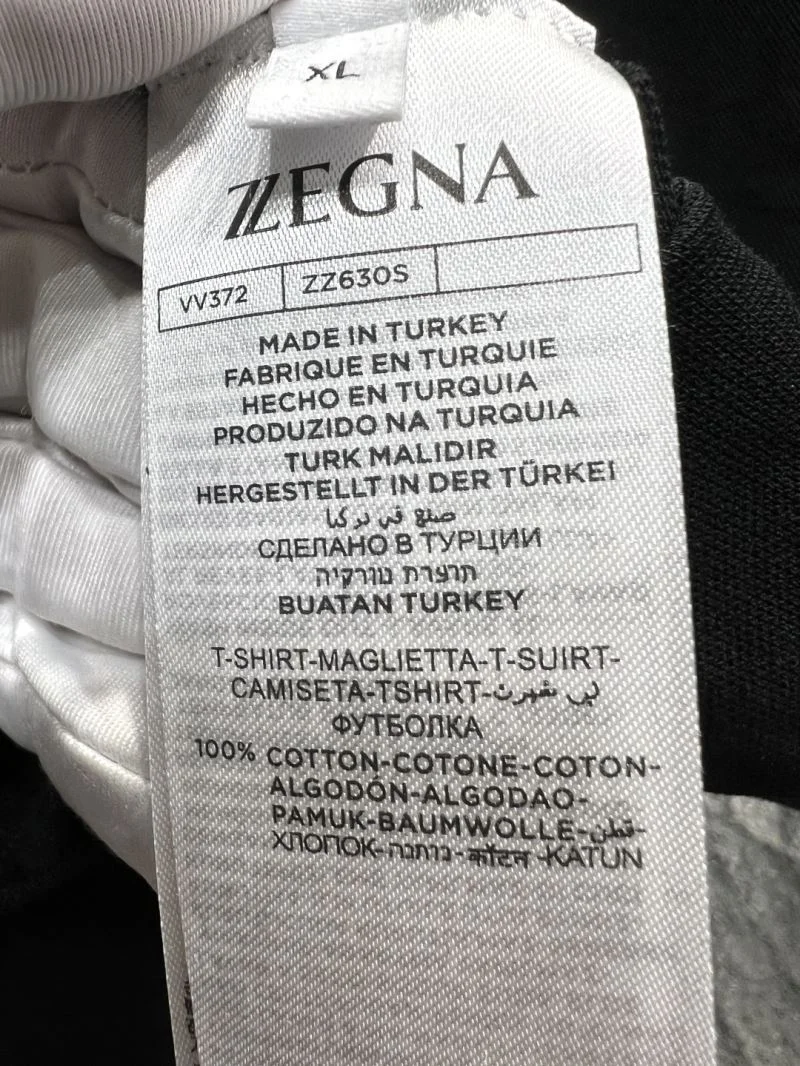 XL
ZEGNA
VV372 ZZ630S
MADE IN TURKEY
FABRIQUE EN TURQUIE
HECHO EN TURQUIA
PRODUZIDO NA TURQUIA
TURK MALIDIR
HERGESTELLT IN DER TÜRKEI
صنع في تركيا
СДЕЛАНО В ТУРЦИИ
תוצרת טורקיה
BUATAN TURKEY
T-SHIRT-MAGLIETTA-T-SUIRT-
CAMISETA-TSHIRT-تي شيرت
ФУТБОЛКА
100% COTTON-COTONE-COTON-
ALGODÓN-ALGODAO-
PAMUK-BAUMWOLLE-قطن-
ХЛОПОК-כותנה-कॉटन-KATUN